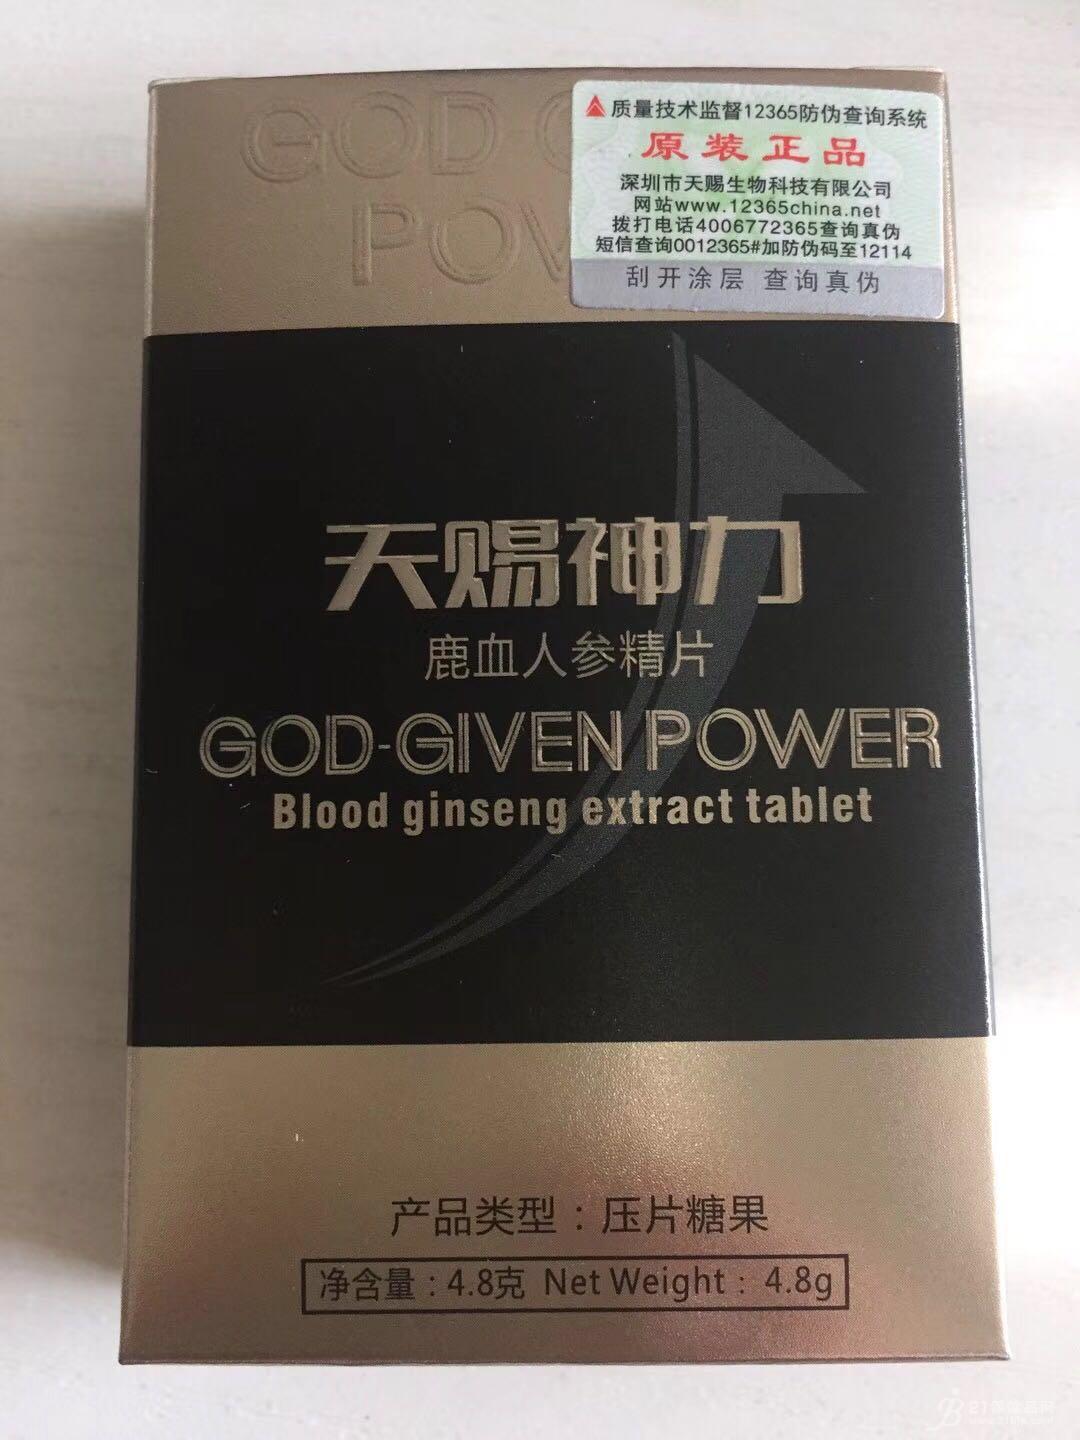 GOD-G
POW
质量技术监督12365防伪查询系统
原装正品
深圳市天赐生物科技有限公司
网站www.12365china.net
拨打电话4006772365查询真伪
短信查询0012365#加防伪码至12114
刮开涂层 查询真伪
天赐神力
鹿血人参精片
GOD-GIVEN POWER
Blood ginseng extract tablet
产品类型：压片糖果
净含量：4.8克 Net Weight：4.8g